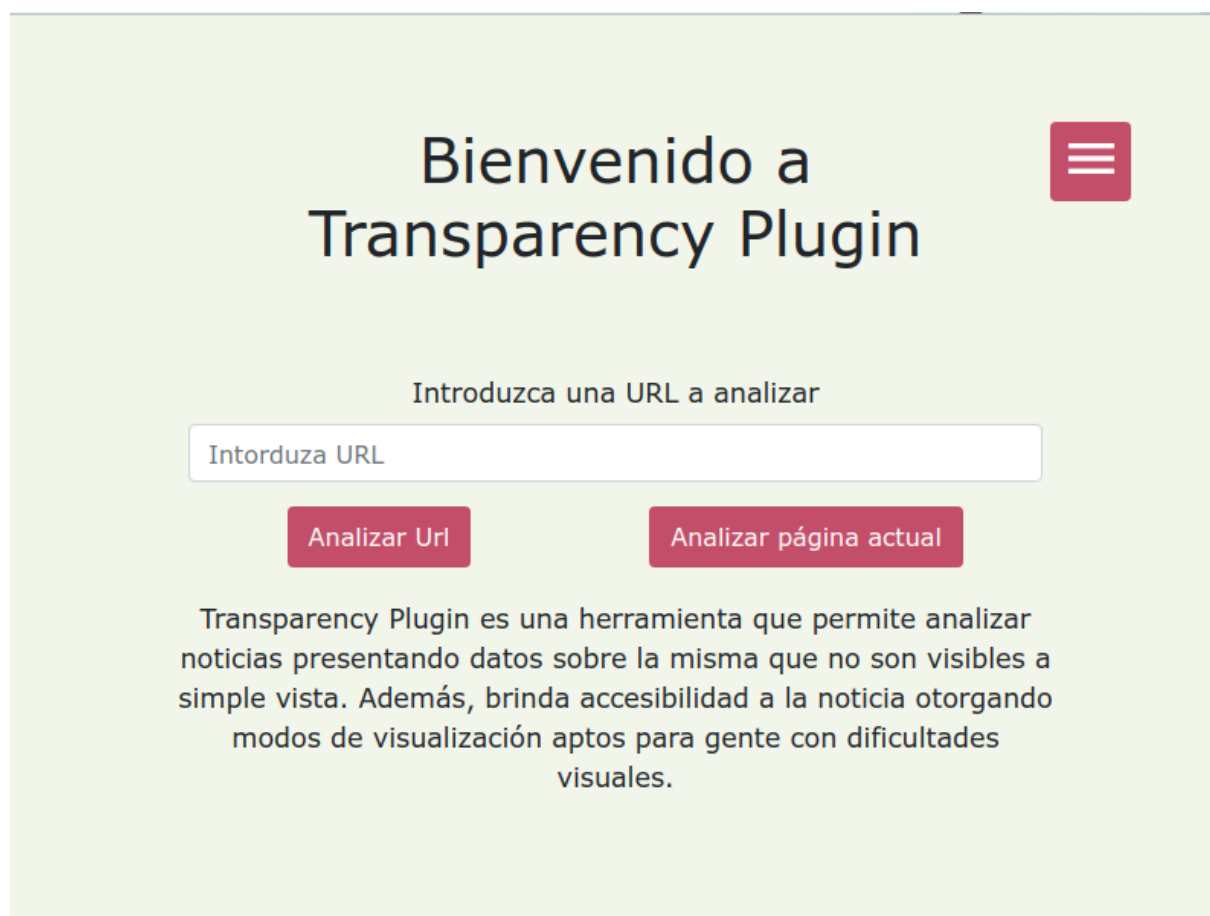 Bienvenido a
Transparency Plugin
Introduzca una URL a analizar
Intorduza URL
Analizar Url
Analizar página actual
Transparency Plugin es una herramienta que permite analizar
noticias presentando datos sobre la misma que no son visibles a
simple vista. Además, brinda accesibilidad a la noticia otorgando
modos de visualización aptos para gente con dificultades
visuales.